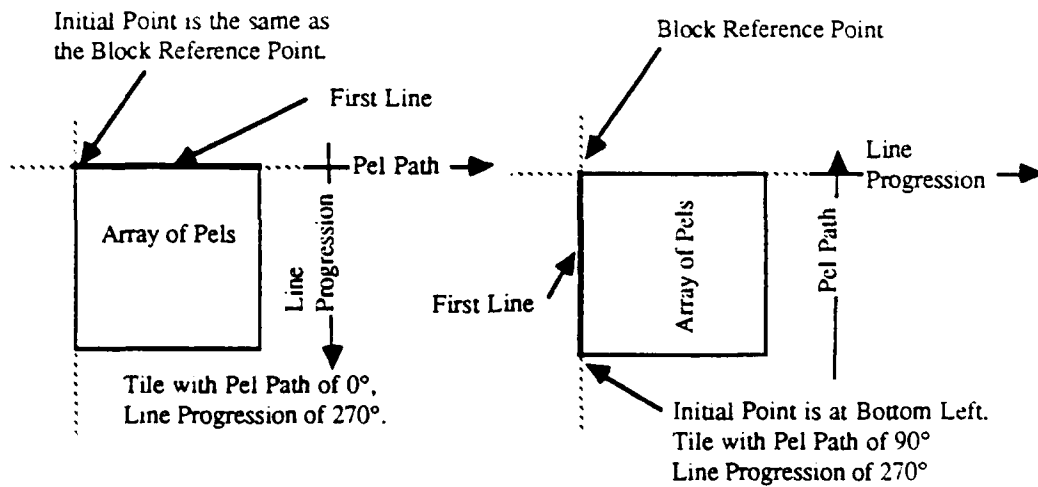 Initial Point is the same as
the Block Reference Point.
First Line
Pel Path
Array of Pels
Line
Progression
Tile with Pel Path of 0°,
Line Progression of 270°.
Block Reference Point
Line
Progression
Pel Path
Array of Pels
First Line
Initial Point is at Bottom Left.
Tile with Pel Path of 90°
Line Progression of 270°